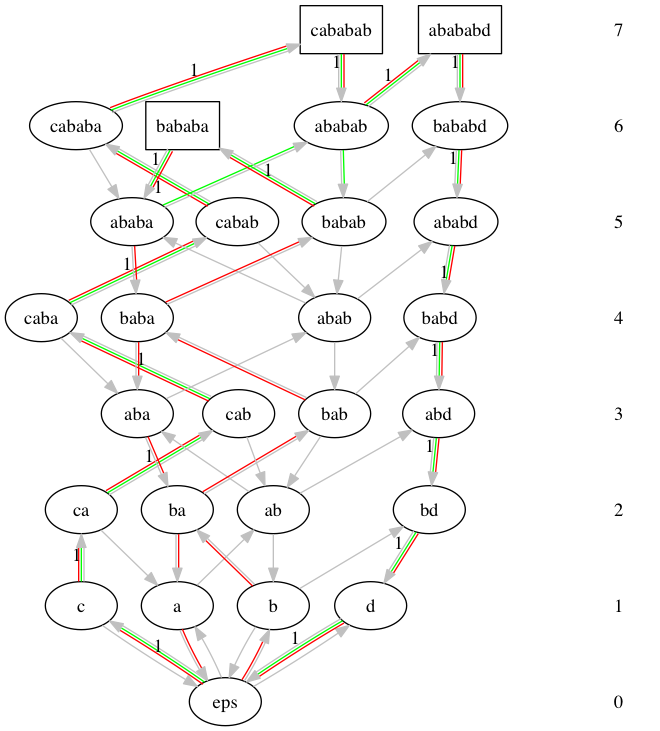 cababab abababd 7
1 1
1 1
cababa bababa ababab bababd 6
1 1
1 1
ababa cabab babab ababd 5
1 1
caba baba abab babd 4
1 1
aba cab bab abd 3
1 1
ca ba ab bd 2
1 1
c a b d 1
1 1
eps 0